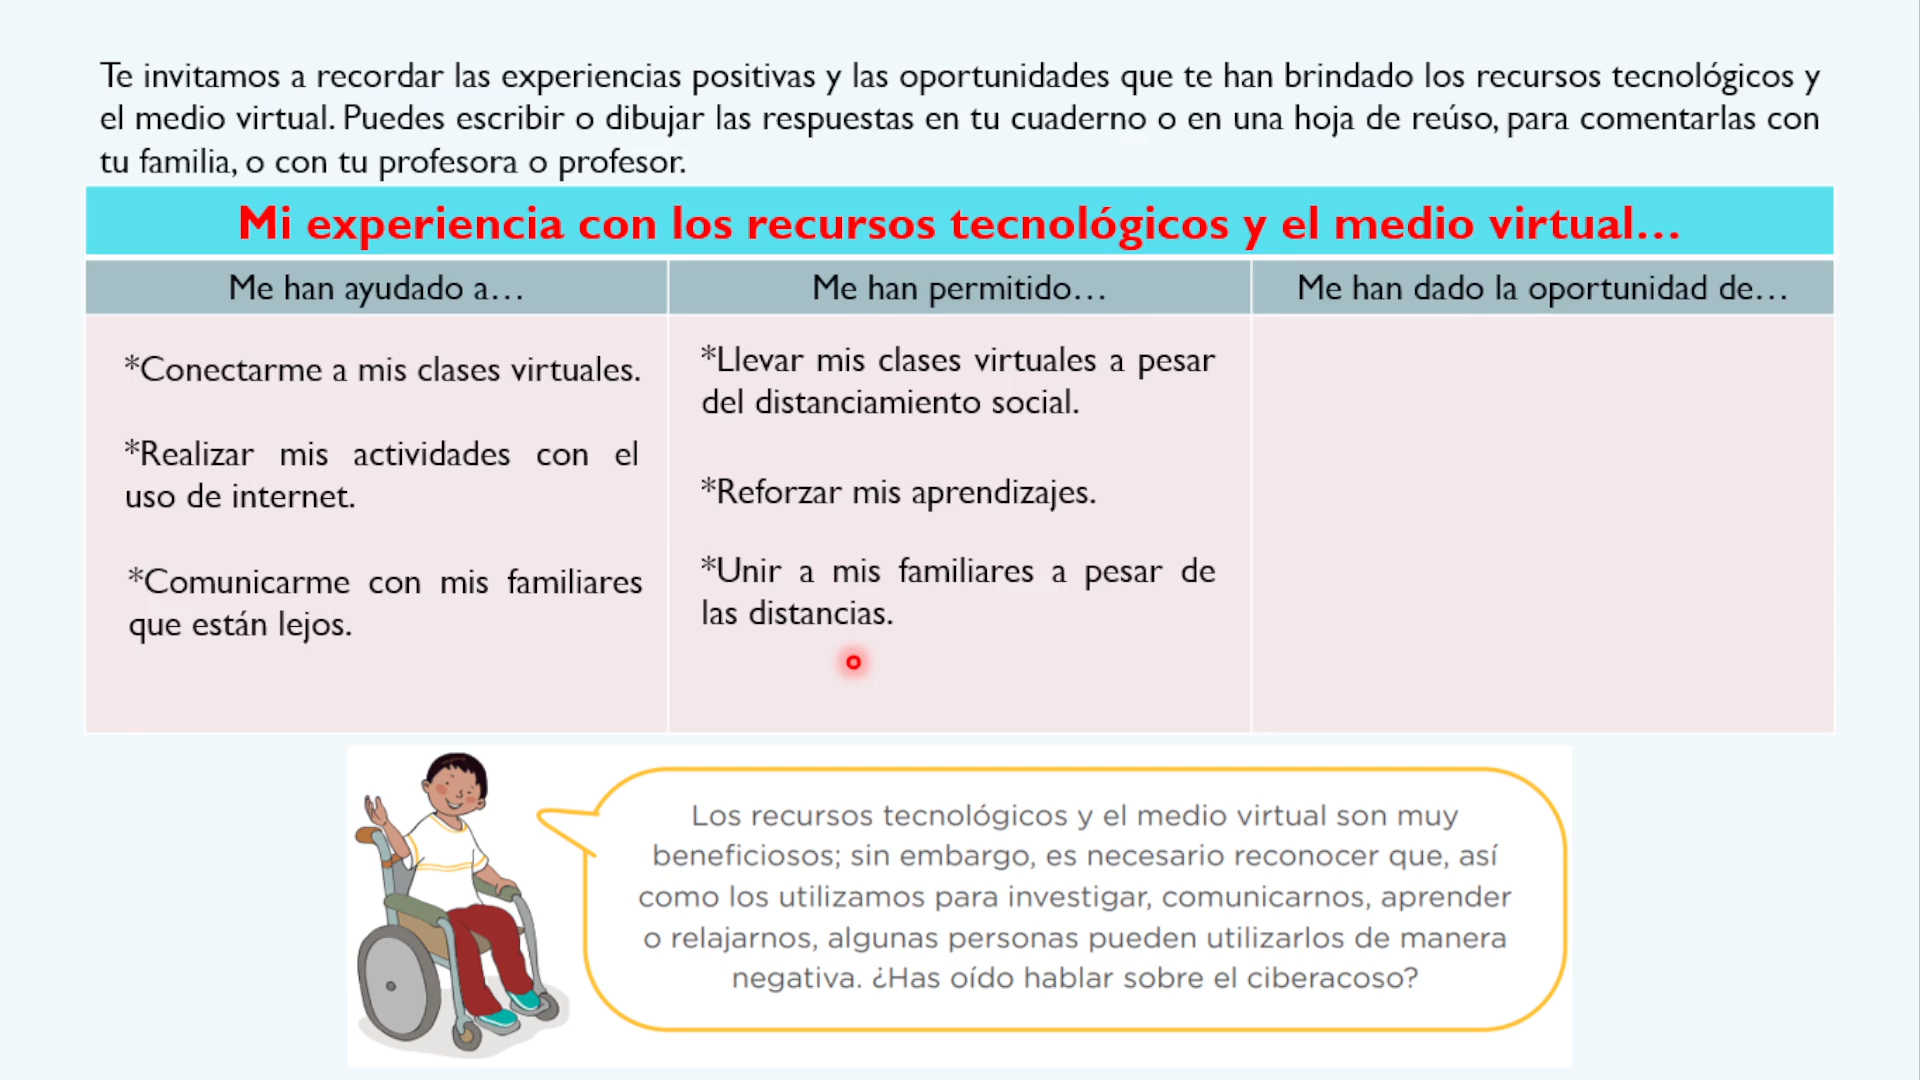 Te invitamos a recordar las experiencias positivas y las oportunidades que te han brindado los recursos tecnológicos y
el medio virtual. Puedes escribir o dibujar las respuestas en tu cuaderno o en una hoja de reúso, para comentarlas con
tu familia, o con tu profesora o profesor.
Mi experiencia con los recursos tecnológicos y el medio virtual...
Me han ayudado a...
Me han permitido...
Me han dado la oportunidad de...
*Conectarme a mis clases virtuales.
*Realizar mis actividades con el
uso de internet.
*Comunicarme con mis familiares
que están lejos.
*Llevar mis clases virtuales a pesar
del distanciamiento social.
*Reforzar mis aprendizajes.
*Unir a mis familiares a pesar de
las distancias.
Los recursos tecnológicos y el medio virtual son muy
beneficiosos; sin embargo, es necesario reconocer que, así
como los utilizamos para investigar, comunicarnos, aprender
o relajarnos, algunas personas pueden utilizarlos de manera
negativa. ¿Has oído hablar sobre el ciberacoso?